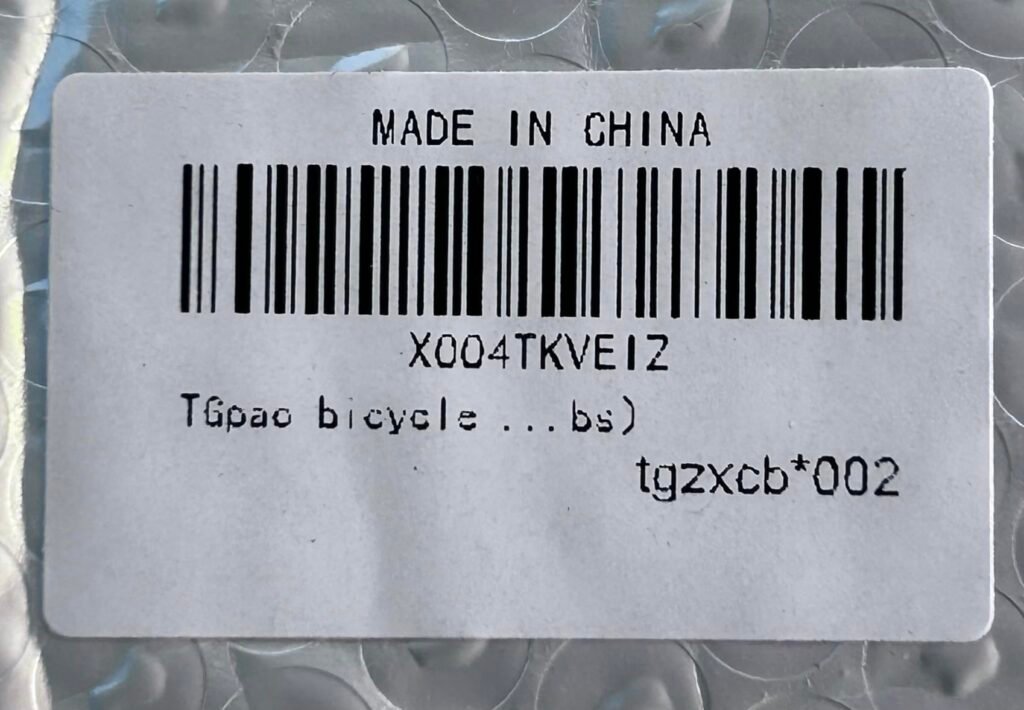 MADE IN CHINA
X004TKVEIZ
TGpao bicycle ...bs)
tgzxcb*002